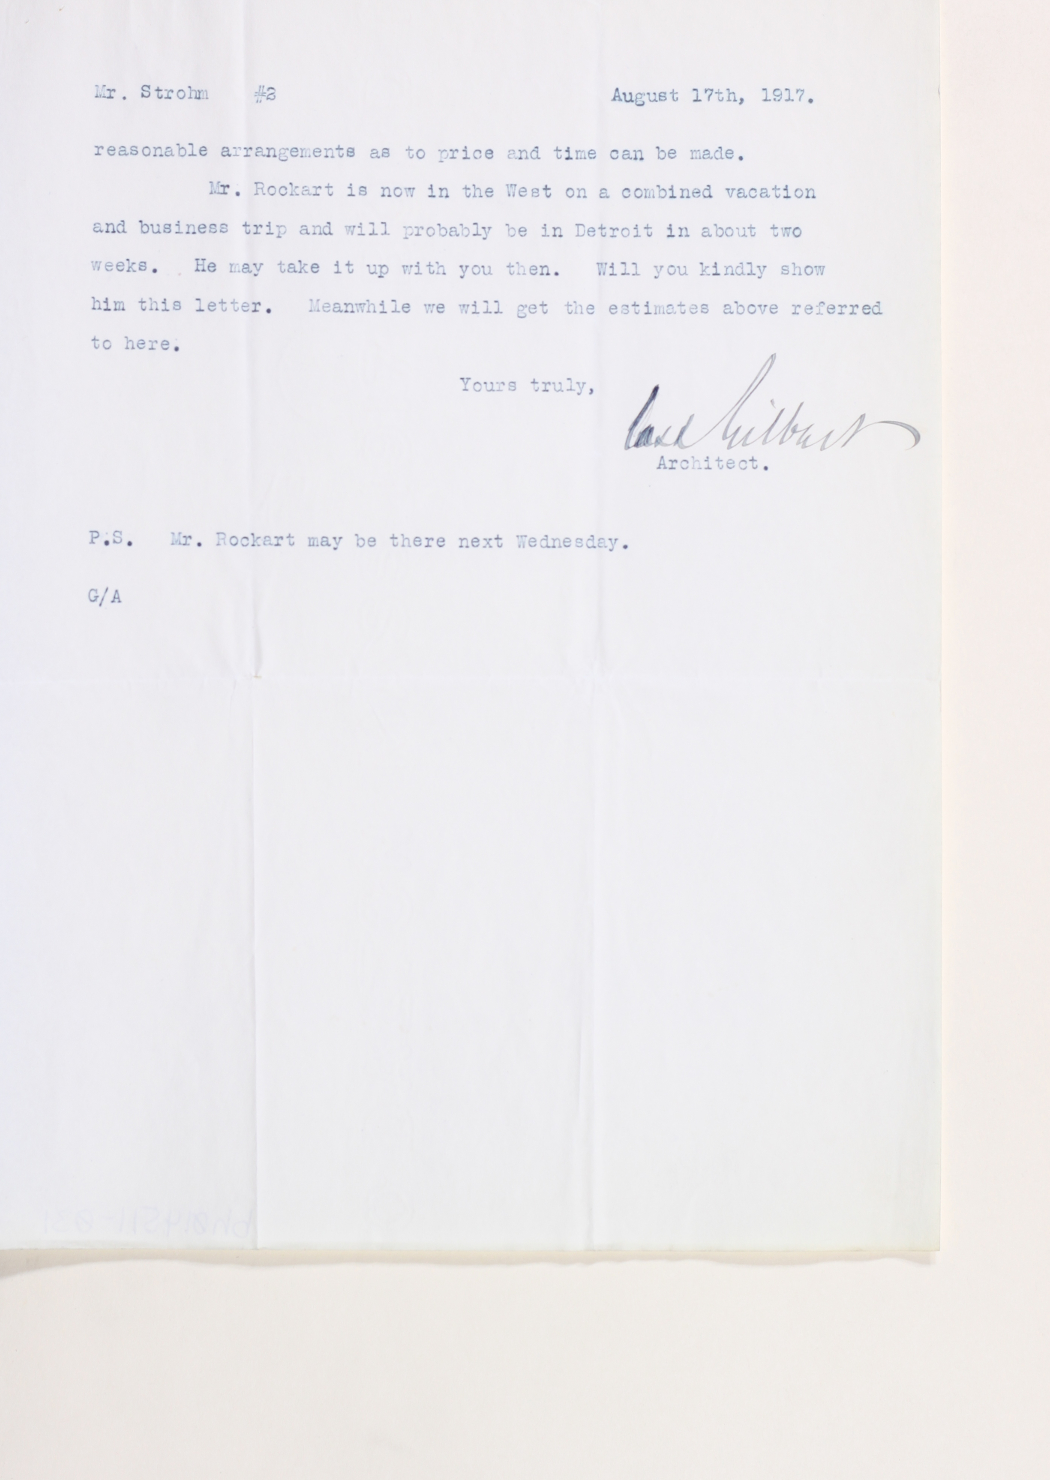 Mr. Strohm #2 August 17th, 1917.
reasonable arrangements as to price and time can be made.
Mr. Rockart is now in the West on a combined vacation
and business trip and will probably be in Detroit in about two
weeks. He may take it up with you then. Will you kindly show
him this letter. Meanwhile we will get the estimates above referred
to here.
Yours truly,
Cass Gilbert
Architect.
P.S. Mr. Rockart may be there next Wednesday.
G/A